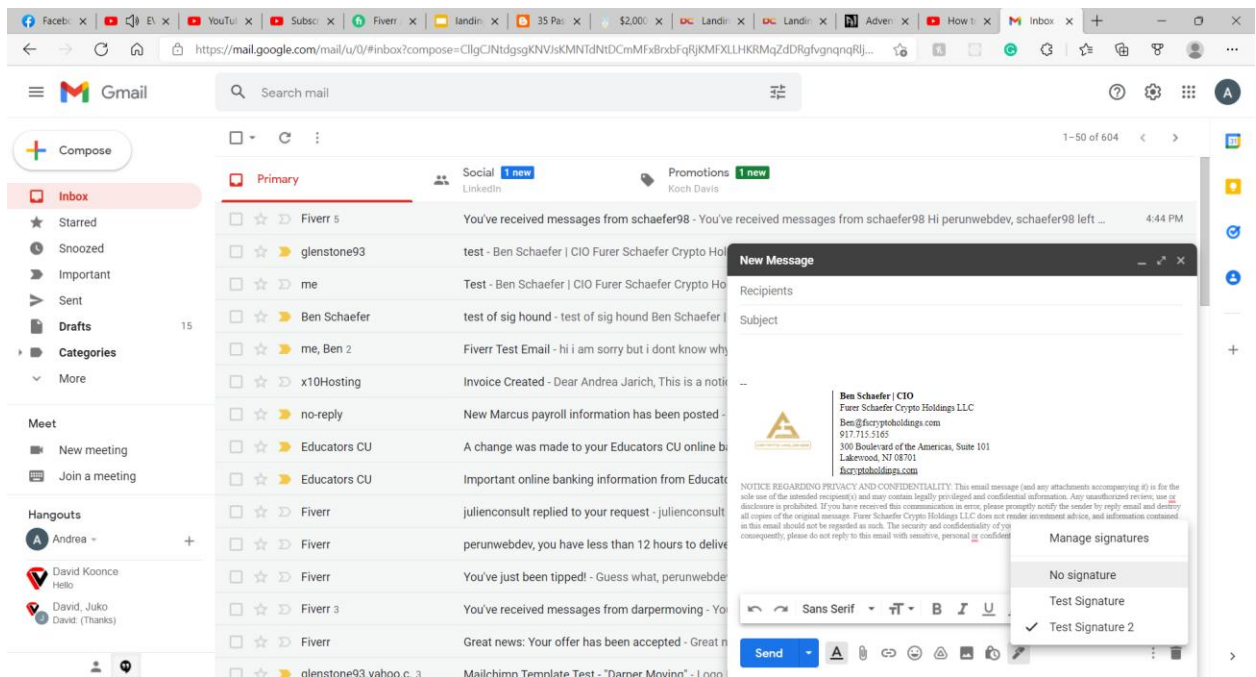 Facebc
EV
YouTul
Subscr
Fiverr
landin
35 Pas
$2,000
Landin
Landin
Adven
How t
Inbox
https://mail.google.com/mail/u/0/#inbox?compose=
Gmail
Search mail
A
Compose
1–50 of 604
Inbox
Starred
Snoozed
Important
Sent
Drafts 15
Categories
More
Primary
Social 1 new
LinkedIn
Promotions 1 new
Koch Davis
Fiverr 5 You've received messages from schaefer98 - You've received messages from schaefer98 Hi perunwebdev, schaefer98 left ... 4:44 PM
glenstone93 test - Ben Schaefer | CIO Furer Schaefer Crypto Hol
me Test - Ben Schaefer | CIO Furer Schaefer Crypto Ho
Ben Schaefer test of sig hound - test of sig hound Ben Schaefer |
me, Ben 2 Fiverr Test Email - hi i am sorry but i dont know why
x10Hosting Invoice Created - Dear Andrea Jarich, This is a noti
no-reply New Marcus payroll information has been posted -
Educators CU A change was made to your Educators CU online ba
Educators CU Important online banking information from Educato
Fiverr julienconsult replied to your request - julienconsult
Fiverr perunwebdev, you have less than 12 hours to delive
Fiverr You've just been tipped! - Guess what, perunwebde
Fiverr 3 You've received messages from darpermoving - Yo
Fiverr Great news: Your offer has been accepted - Great n
glenstone93.yahoo.c. 3 Mailchimp Template Test - "Darper Moving" - Logo
Meet
New meeting
Join a meeting
Hangouts
A Andrea
David Koonce
Hello
David, Juko
David: (Thanks)
New Message
Recipients
Subject
--
Ben Schaefer | CIO
Furer Schaefer Crypto Holdings LLC
Ben@fscryptoholdings.com
917.715.5165
300 Boulevard of the Americas, Suite 101
Lakewood, NJ 08701
fscryptoholdings.com
NOTICE REGARDING PRIVACY AND CONFIDENTIALITY: This email message (and any attachments accompanying it) is for the
sole use of the intended recipient(s) and may contain legally privileged and confidential information. Any unauthorized review, use or
disclosure is prohibited. If you have received this communication in error, please promptly notify the sender by reply email and destroy
all copies of the original message. Furer Schaefer Crypto Holdings LLC does not render investment advice, and information contained
in this email should not be regarded as such. The security and confidentiality of you
consequently, please do not reply to this email with sensitive, personal or confident
Manage signatures
No signature
Test Signature
Test Signature 2
Sans Serif
B I U
Send